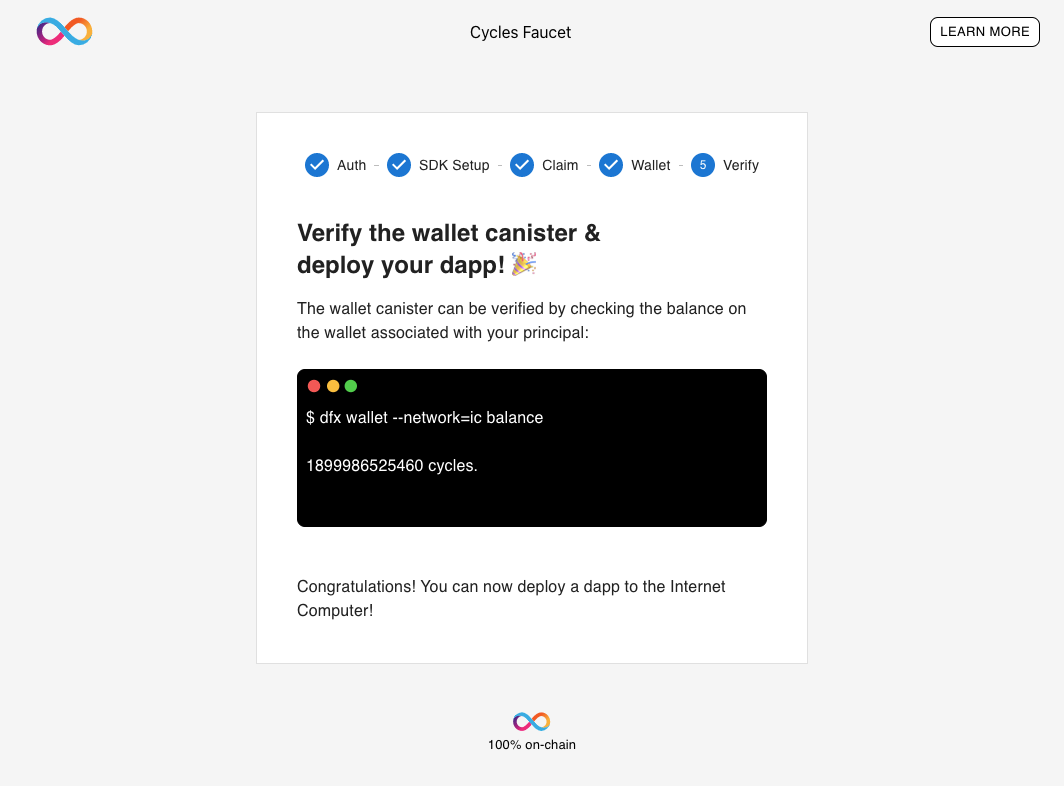 Cycles Faucet
LEARN MORE
Auth
SDK Setup
Claim
Wallet
5
Verify
Verify the wallet canister &
deploy your dapp! 🎉
The wallet canister can be verified by checking the balance on
the wallet associated with your principal:
$ dfx wallet --network=ic balance
1899986525460 cycles.
Congratulations! You can now deploy a dapp to the Internet
Computer!
100% on-chain